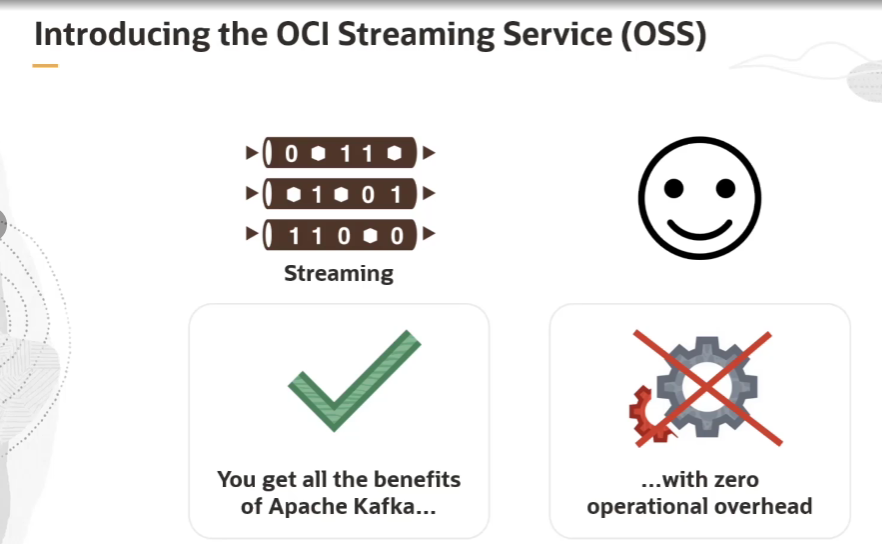 Introducing the OCI Streaming Service (OSS)
0 1 1
1 0 1
1 1 0 0
Streaming
You get all the benefits
of Apache Kafka...
...with zero
operational overhead